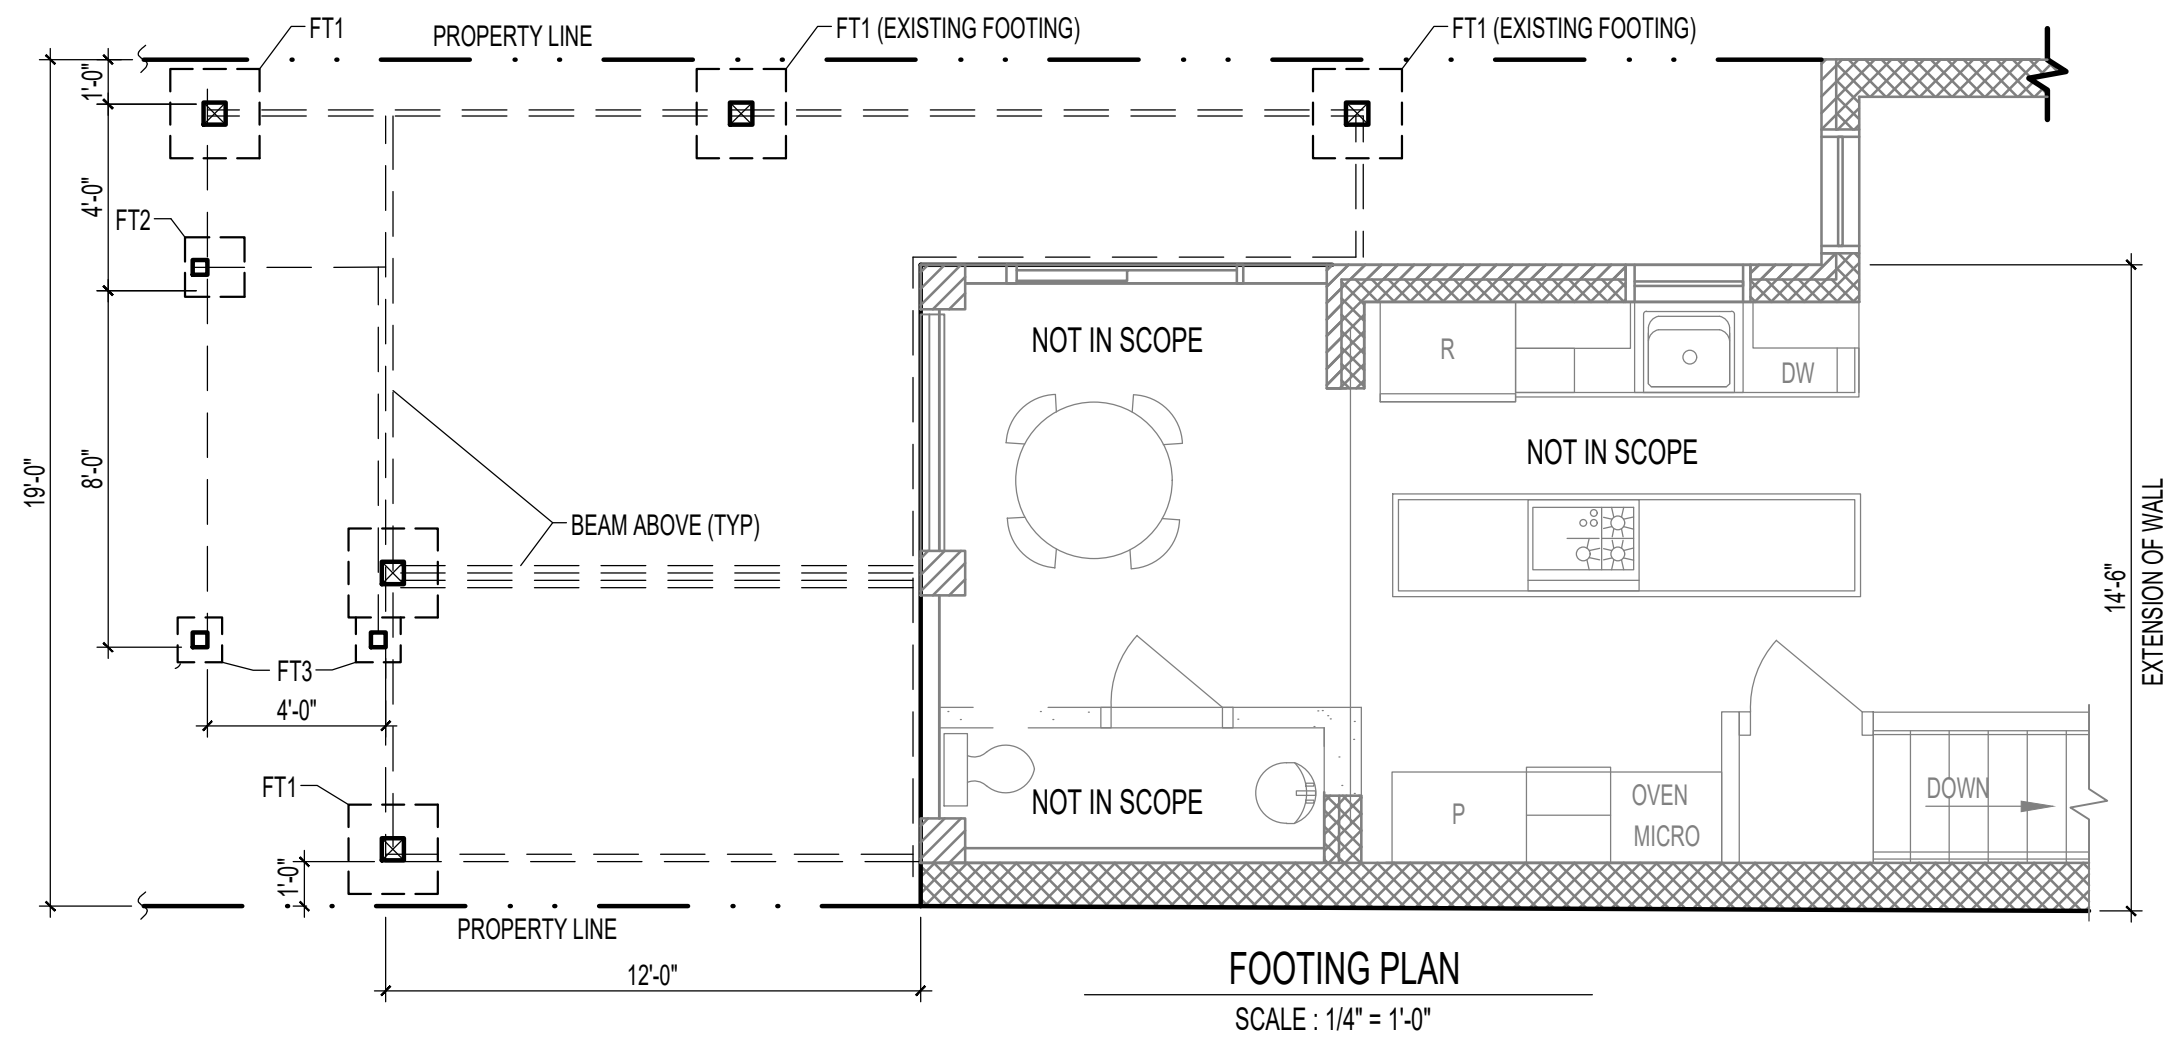 FT1
PROPERTY LINE
FT1 (EXISTING FOOTING)
FT1 (EXISTING FOOTING)
1'-0"
4'-0"
FT2
NOT IN SCOPE
R
DW
NOT IN SCOPE
19'-0"
8'-0"
BEAM ABOVE (TYP)
14'-6"
EXTENSION OF WALL
FT3
4'-0"
FT1
NOT IN SCOPE
P
OVEN
MICRO
DOWN
1'-0"
PROPERTY LINE
12'-0"
FOOTING PLAN
SCALE : 1/4" = 1'-0"